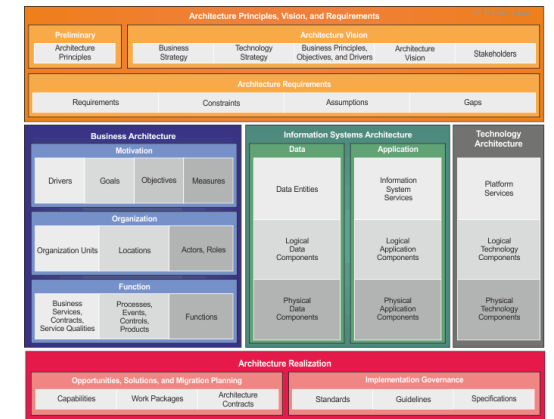 Architecture Principles, Vision, and Requirements
Preliminary
Architecture
Principles
Architecture Vision
Business
Strategy
Technology
Strategy
Business Principles,
Objectives, and Drivers
Architecture
Vision
Stakeholders
Architecture Requirements
Requirements
Constraints
Assumptions
Gaps
Business Architecture
Motivation
Drivers
Goals
Objectives
Measures
Organization
Organization Units
Locations
Actors, Roles
Function
Business
Services,
Contracts,
Service Qualities
Processes,
Events,
Controls,
Products
Functions
Information Systems Architecture
Data
Data Entities
Logical
Data
Components
Physical
Data
Components
Application
Information
System
Services
Logical
Application
Components
Physical
Application
Components
Technology
Architecture
Platform
Services
Logical
Technology
Components
Physical
Technology
Components
Architecture Realization
Opportunities, Solutions, and Migration Planning
Capabilities
Work Packages
Architecture
Contracts
Implementation Governance
Standards
Guidelines
Specifications